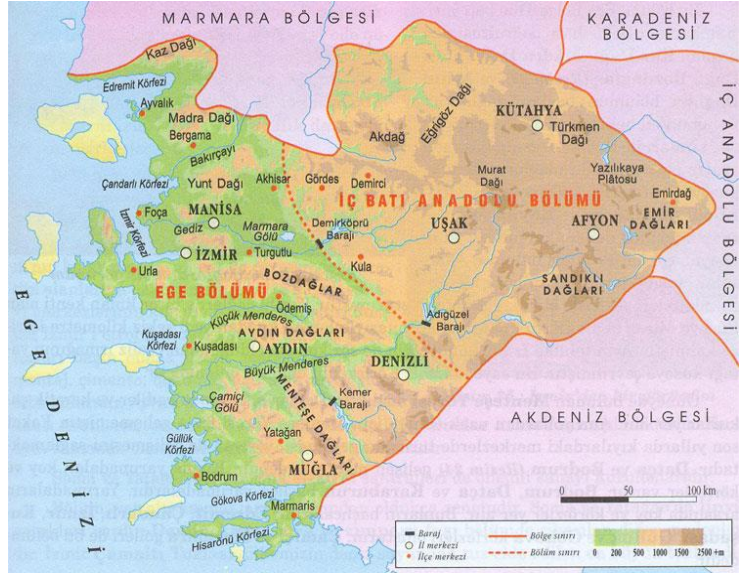 MARMARA BÖLGESİ
KARADENİZ
BÖLGESİ
İÇ ANADOLU BÖLGESİ
AKDENİZ BÖLGESİ
EGE DENİZİ
Kaz Dağı
Edremit Körfezi
Ayvalık
Madra Dağı
Bergama
Bakırçayı
Çandarlı Körfezi
Yunt Dağı
Akhisar
Gördes
Demirci
Akdağ
Eğrigöz Dağı
KÜTAHYA
Türkmen
Dağı
Murat
Dağı
Yazılıkaya
Plâtosu
Emirdağ
EMİR
DAĞLARI
AFYON
İÇ BATI ANADOLU BÖLÜMÜ
UŞAK
SANDIKLI
DAĞLARI
Foça
İzmir Körfezi
MANİSA
Gediz
Marmara
Gölü
Demirköprü
Barajı
İZMİR
Turgutlu
Kula
Urla
EGE BÖLÜMÜ
BOZDAĞLAR
Ödemiş
Adıgüzel
Barajı
Küçük Menderes
Kuşadası
Körfezi
Kuşadası
AYDIN DAĞLARI
AYDIN
Büyük Menderes
DENİZLİ
MENTEŞE DAĞLARI
Kemer
Barajı
Çamiçi
Gölü
Güllük
Körfezi
Yatağan
MUĞLA
Bodrum
Gökova Körfezi
Marmaris
Hisarönü Körfezi
0 50 100 km
Baraj
İl merkezi
İlçe merkezi
Bölge sınırı
Bölüm sınırı
0 200 500 1000 1500 2500 +m